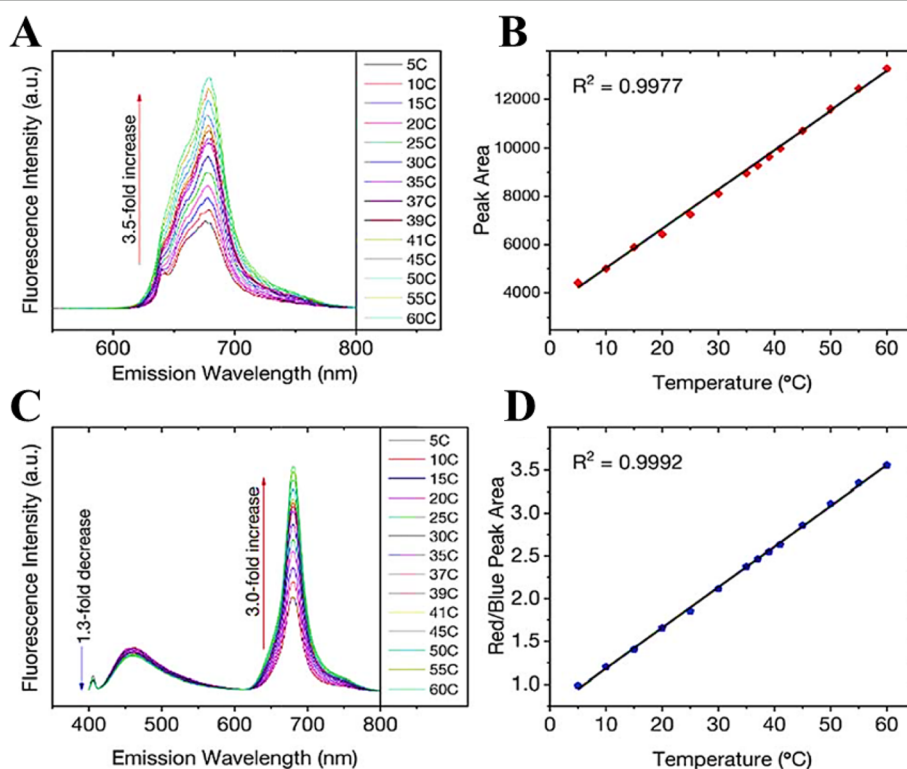 A
Fluorescence Intensity (a.u.)
3.5-fold increase
5C
10C
15C
20C
25C
30C
35C
37C
39C
41C
45C
50C
55C
60C
600
700
800
Emission Wavelength (nm)
B
R² = 0.9977
Peak Area
12000
10000
8000
6000
4000
0
10
20
30
40
50
60
Temperature (ºC)
C
Fluorescence Intensity (a.u.)
1.3-fold decrease
3.0-fold increase
5C
10C
15C
20C
25C
30C
35C
37C
39C
41C
45C
50C
55C
60C
400
500
600
700
800
Emission Wavelength (nm)
D
R² = 0.9992
Red/Blue Peak Area
3.5
3.0
2.5
2.0
1.5
1.0
0
10
20
30
40
50
60
Temperature (ºC)